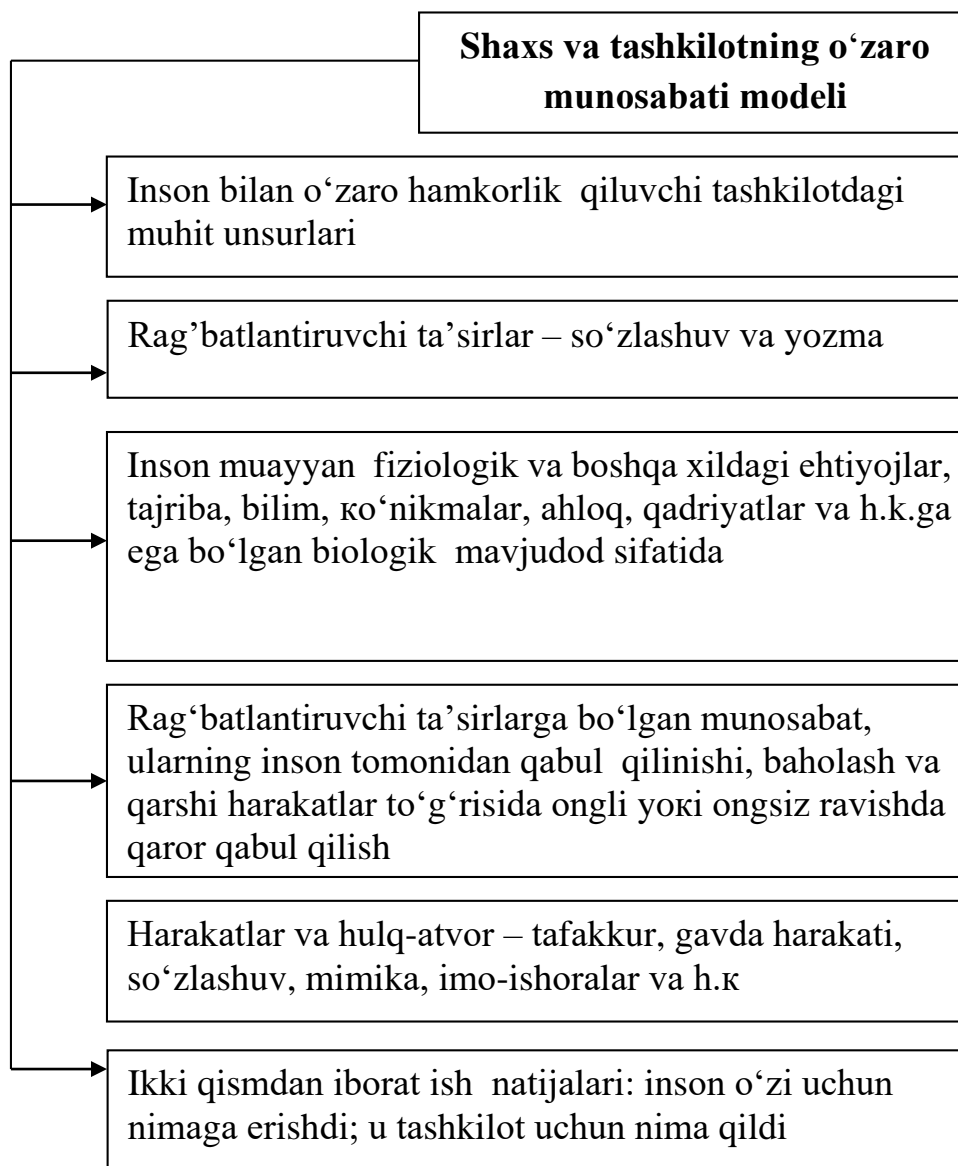 Shaxs va tashkilotning o‘zaro
munosabati modeli
Inson bilan o‘zaro hamkorlik qiluvchi tashkilotdagi
muhit unsurlari
Rag’batlantiruvchi ta’sirlar – so‘zlashuv va yozma
Inson muayyan fiziologik va boshqa xildagi ehtiyojlar,
tajriba, bilim, кo‘nikmalar, ahloq, qadriyatlar va h.k.ga
ega bo‘lgan biologik mavjudod sifatida
Rag‘batlantiruvchi ta’sirlarga bo‘lgan munosabat,
ularning inson tomonidan qabul qilinishi, baholash va
qarshi harakatlar to‘g‘risida ongli yoкi ongsiz ravishda
qaror qabul qilish
Harakatlar va hulq-atvor – tafakkur, gavda harakati,
so‘zlashuv, mimika, imo-ishoralar va h.к
Ikki qismdan iborat ish natijalari: inson o‘zi uchun
nimaga erishdi; u tashkilot uchun nima qildi